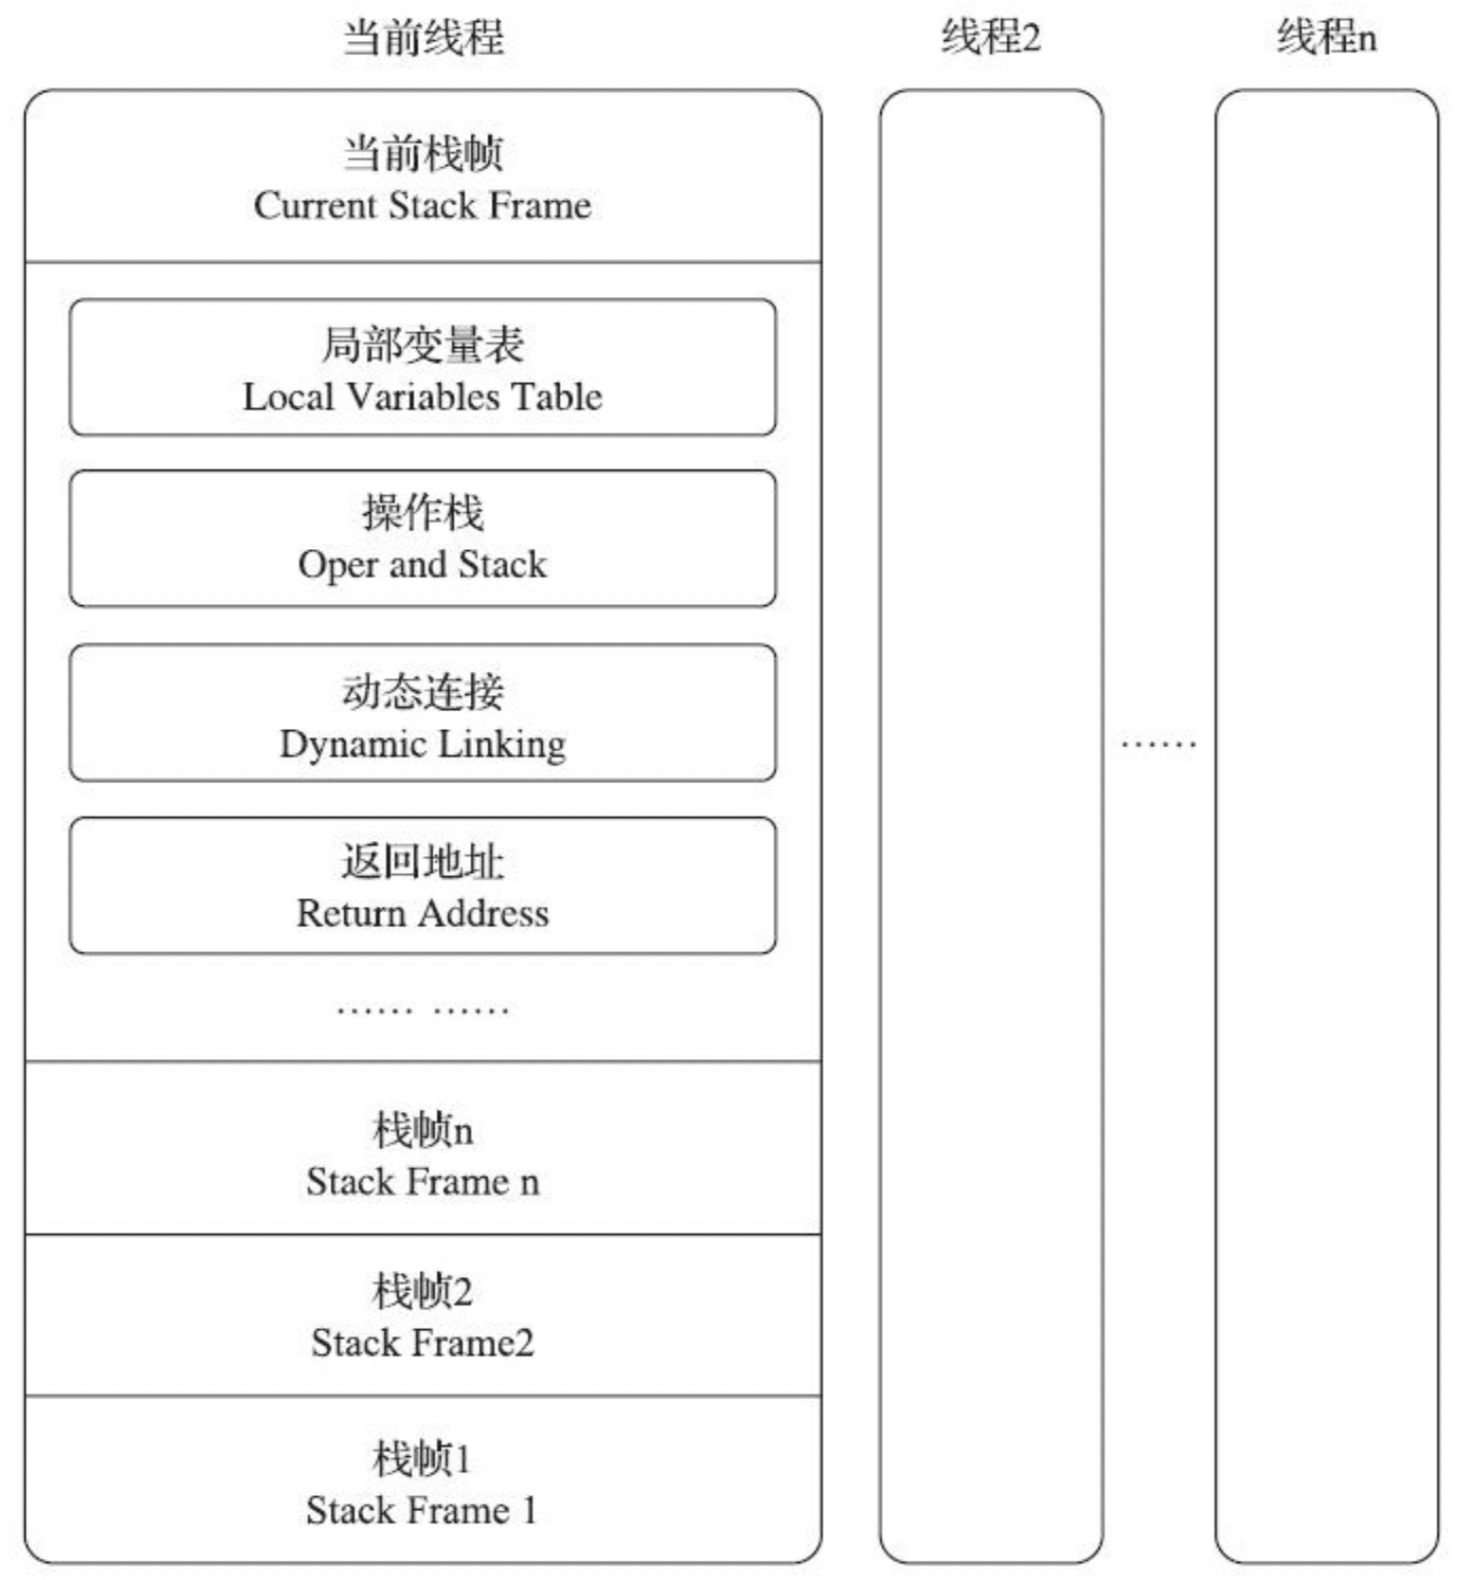 当前线程
线程2
线程n
当前栈帧
Current Stack Frame
局部变量表
Local Variables Table
操作栈
Oper and Stack
动态连接
Dynamic Linking
……
返回地址
Return Address
…… ……
栈帧n
Stack Frame n
栈帧2
Stack Frame2
栈帧1
Stack Frame 1